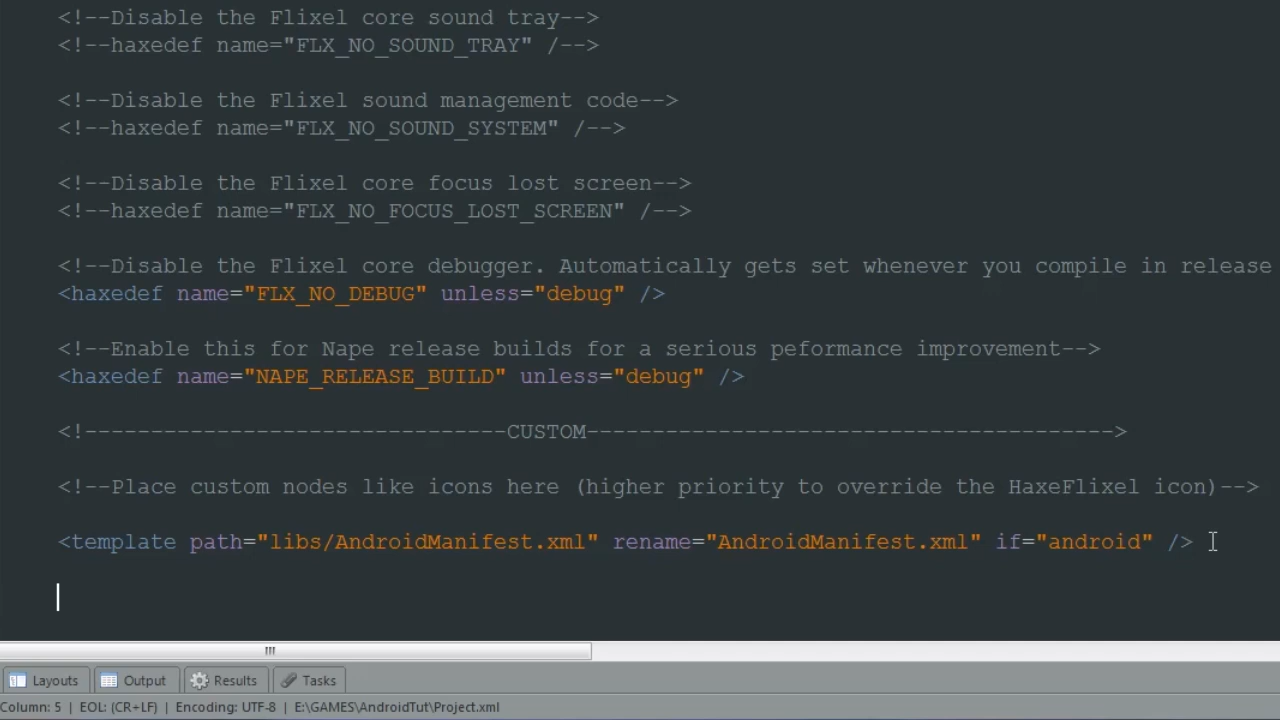 <!--Disable the Flixel core sound tray-->
<!--haxedef name="FLX_NO_SOUND_TRAY" /-->
<!--Disable the Flixel sound management code-->
<!--haxedef name="FLX_NO_SOUND_SYSTEM" /-->
<!--Disable the Flixel core focus lost screen-->
<!--haxedef name="FLX_NO_FOCUS_LOST_SCREEN" /-->
<!--Disable the Flixel core debugger. Automatically gets set whenever you compile in release
<haxedef name="FLX_NO_DEBUG" unless="debug" />
<!--Enable this for Nape release builds for a serious peformance improvement-->
<haxedef name="NAPE_RELEASE_BUILD" unless="debug" />
<!--------------------------------CUSTOM---------------------------------------->
<!--Place custom nodes like icons here (higher priority to override the HaxeFlixel icon)-->
<template path="libs/AndroidManifest.xml" rename="AndroidManifest.xml" if="android" />
Layouts Output Results Tasks
Column: 5 | EOL: (CR+LF) | Encoding: UTF-8 | E:\GAMES\AndroidTut\Project.xml